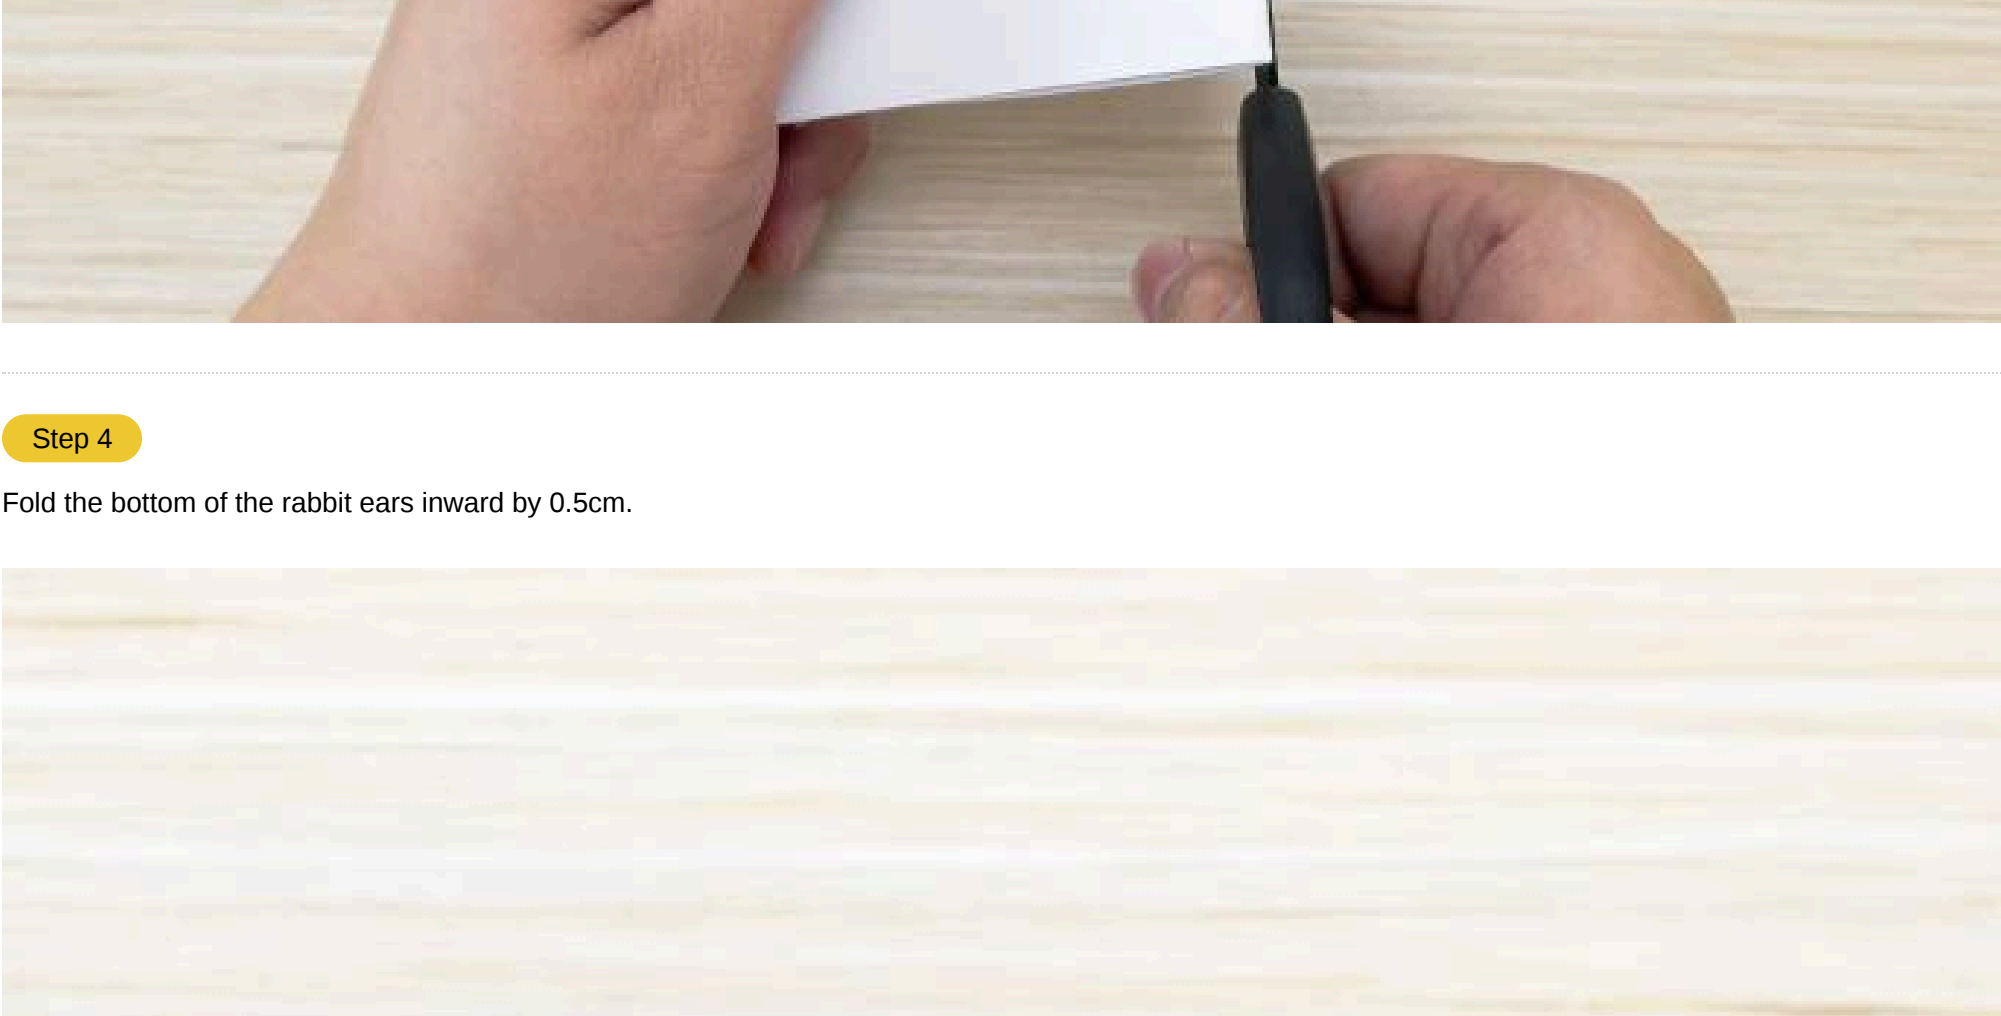 Step 4
Fold the bottom of the rabbit ears inward by 0.5cm.